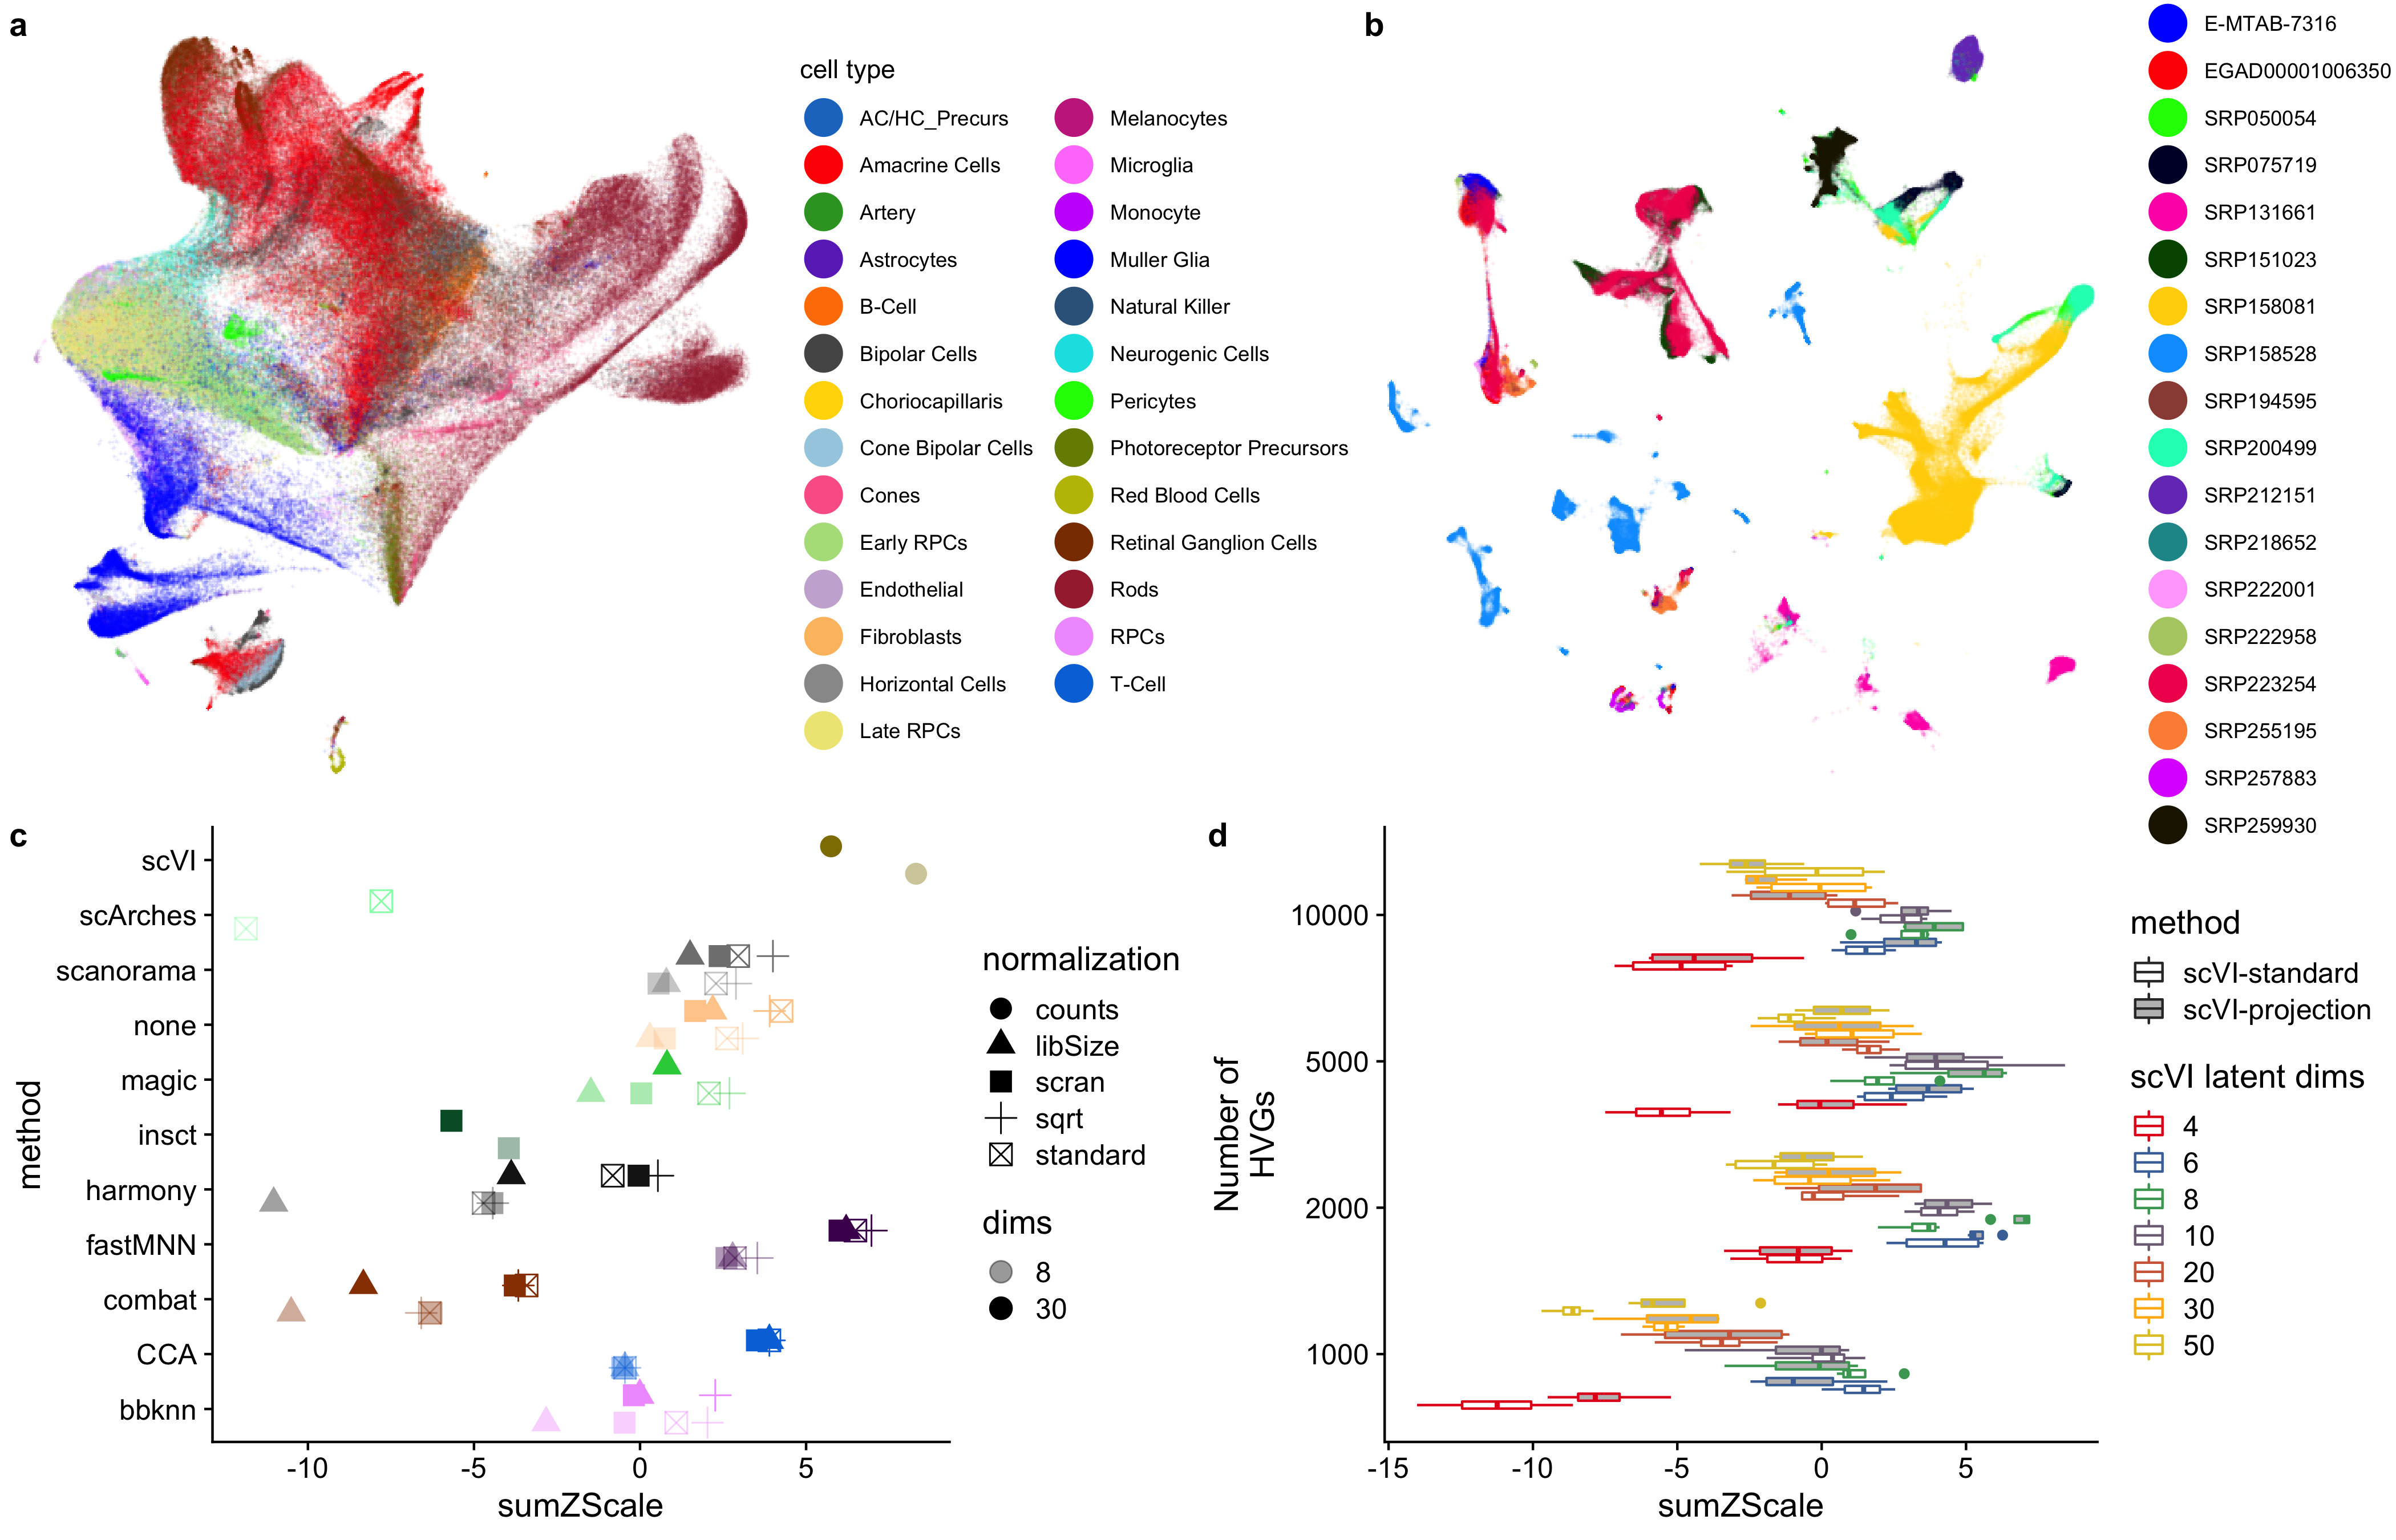 a
cell type
AC/HC_Precurs
Amacrine Cells
Artery
Astrocytes
B-Cell
Bipolar Cells
Choriocapillaris
Cone Bipolar Cells
Cones
Early RPCs
Endothelial
Fibroblasts
Horizontal Cells
Late RPCs
Melanocytes
Microglia
Monocyte
Muller Glia
Natural Killer
Neurogenic Cells
Pericytes
Photoreceptor Precursors
Red Blood Cells
Retinal Ganglion Cells
Rods
RPCs
T-Cell
b
E-MTAB-7316
EGAD00001006350
SRP050054
SRP075719
SRP131661
SRP151023
SRP158081
SRP158528
SRP194595
SRP200499
SRP212151
SRP218652
SRP222001
SRP222958
SRP223254
SRP255195
SRP257883
SRP259930
c
method
scVI
scArches
scanorama
none
magic
insct
harmony
fastMNN
combat
CCA
bbknn
-10
-5
0
5
sumZScale
normalization
counts
libSize
scran
sqrt
standard
dims
8
30
d
Number of
HVGs
10000
5000
2000
1000
-15
-10
-5
0
5
sumZScale
method
scVI-standard
scVI-projection
scVI latent dims
4
6
8
10
20
30
50